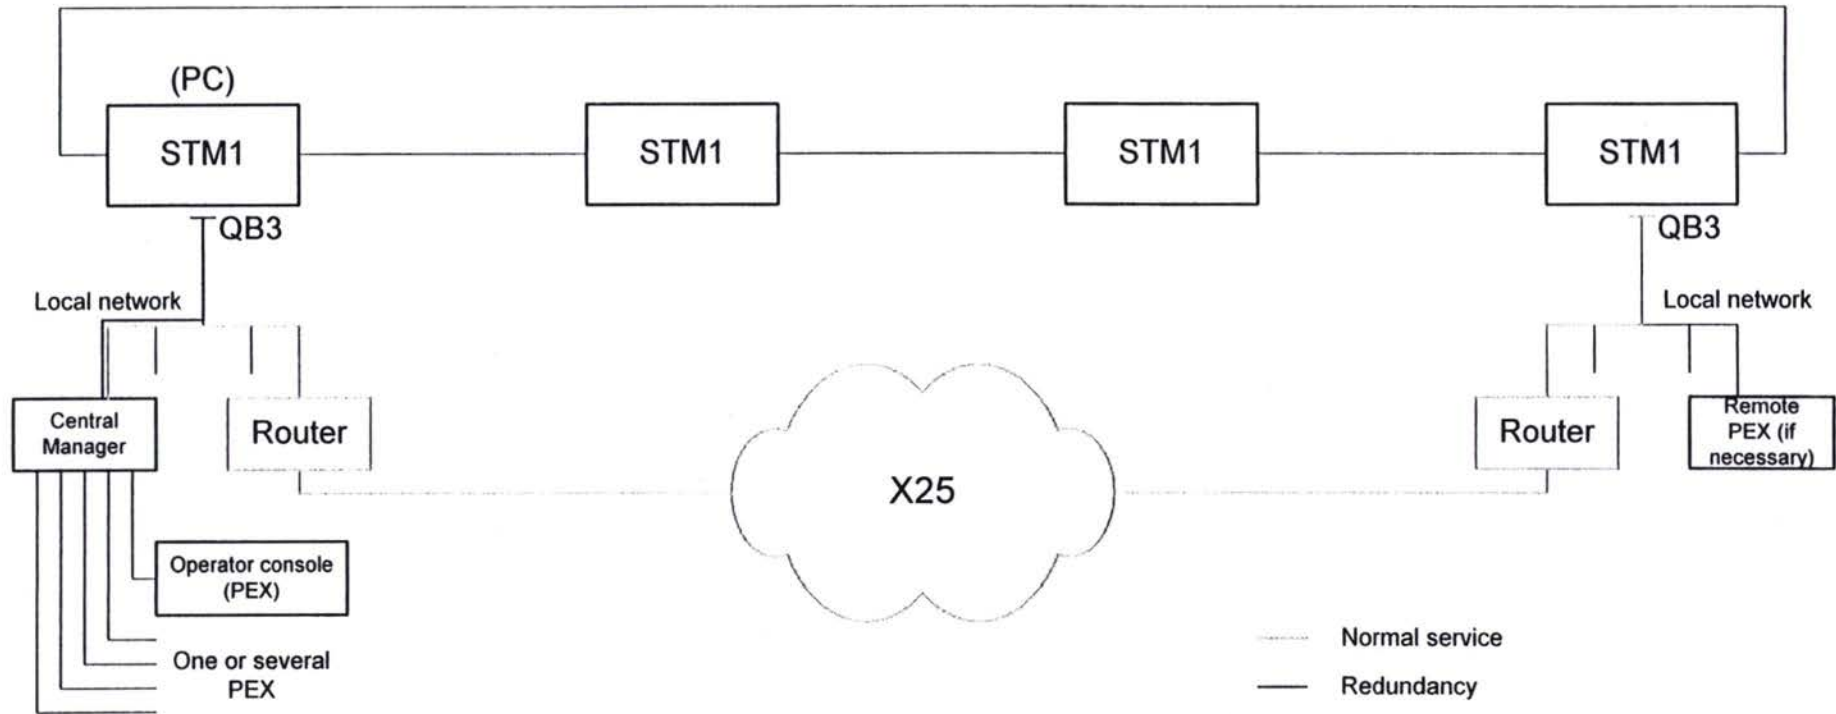 (PC)
STM1
STM1
STM1
STM1
QB3
QB3
Local network
Local network
Central
Manager
Router
X25
Router
Remote
PEX (if
necessary)
Operator console
(PEX)
One or several
PEX
Normal service
Redundancy